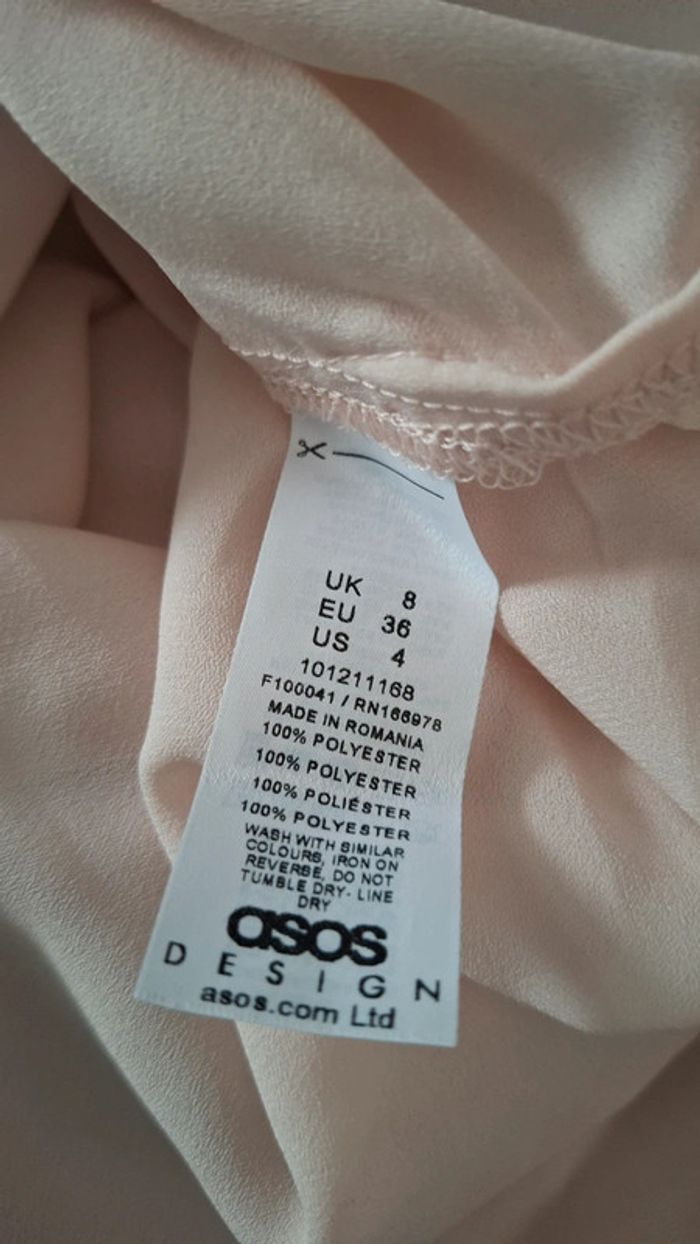 UK 8
EU 36
US 4
101211168
F100041 / RN166978
MADE IN ROMANIA
100% POLYESTER
100% POLYESTER
100% POLIÉSTER
100% POLYESTER
WASH WITH SIMILAR
COLOURS, IRON ON
REVERSE, DO NOT
TUMBLE DRY- LINE
DRY
asos
DESIGN
asos.com Ltd